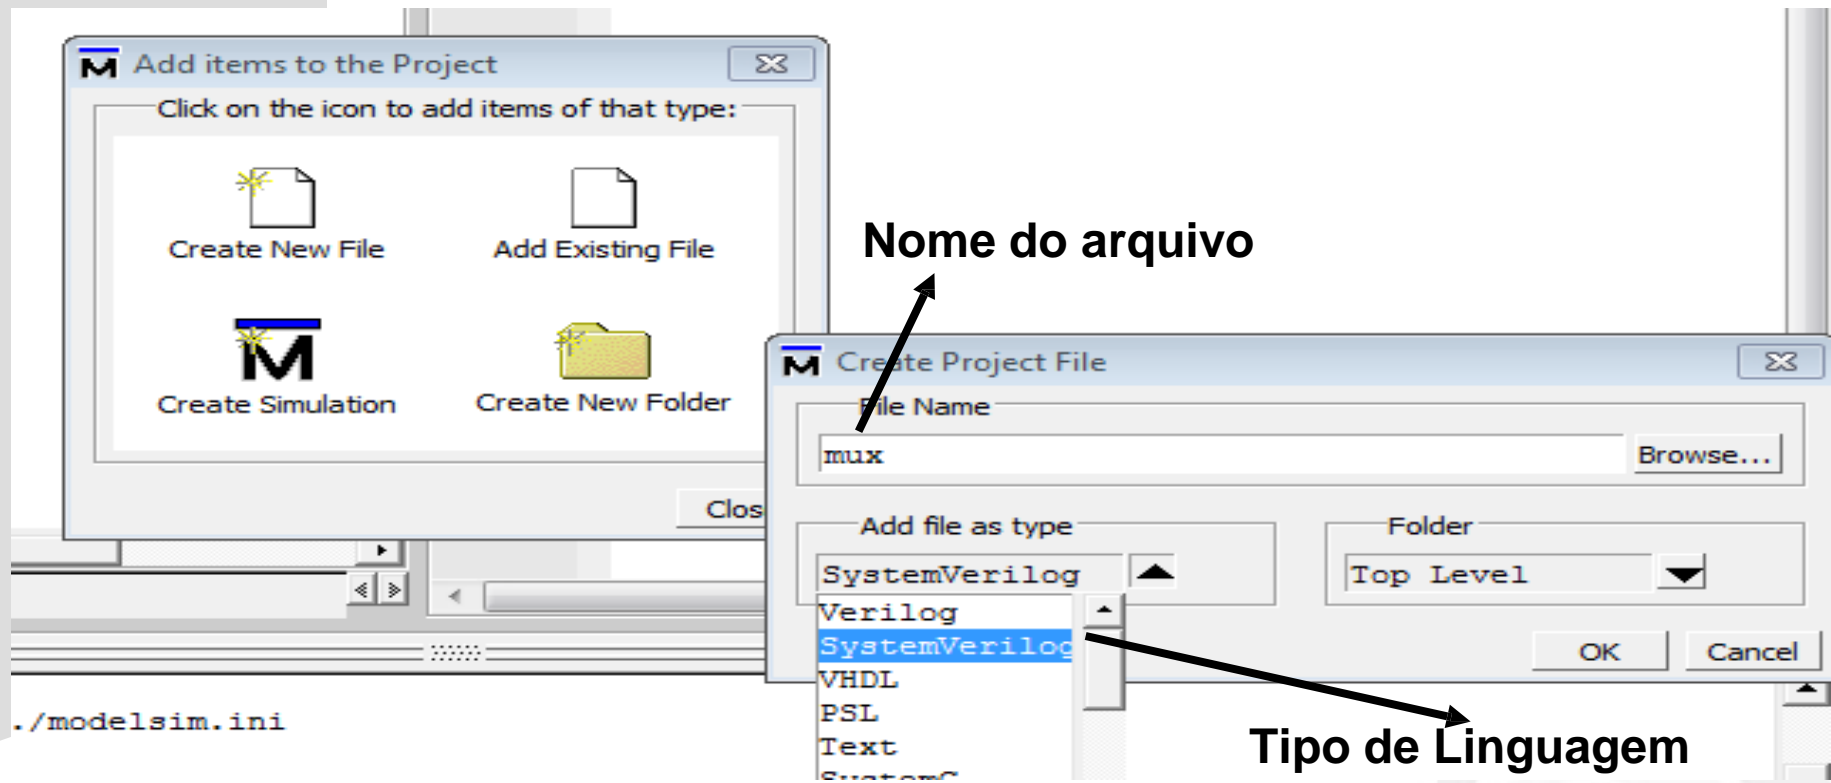 Add items to the Project
Click on the icon to add items of that type:
Create New File
Add Existing File
Create Simulation
Create New Folder
Clos
Nome do arquivo
Create Project File
File Name
mux
Browse...
Add file as type
Folder
SystemVerilog
Top Level
Verilog
SystemVerilog
VHDL
PSL
Text
SystemC
OK
Cancel
./modelsim.ini
Tipo de Linguagem